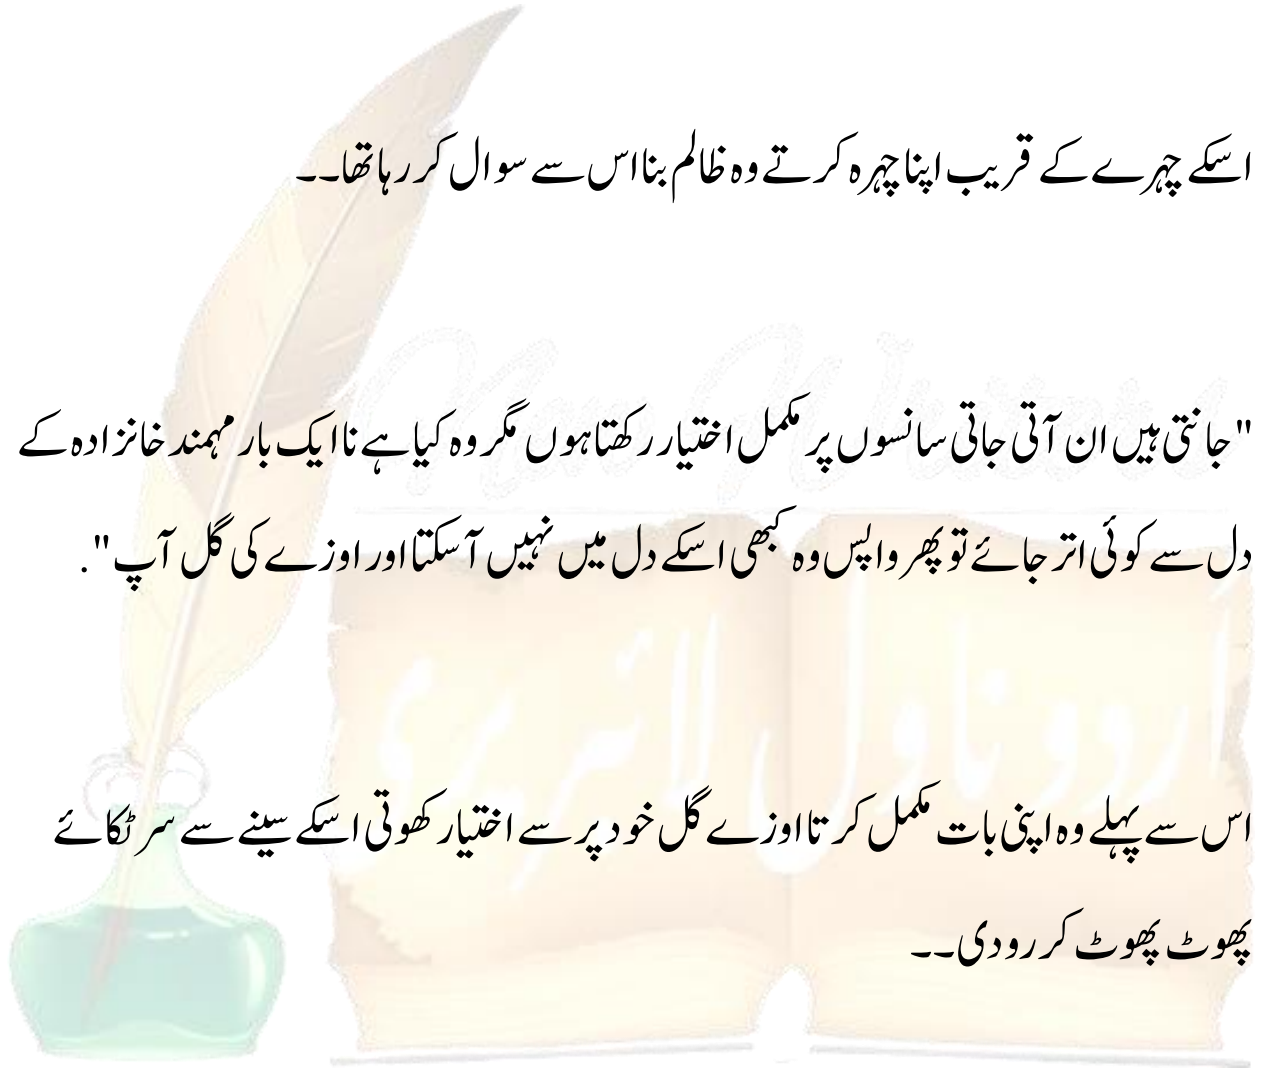 اسکے چہرے کے قریب اپنا چہرہ کرتے وہ ظالم بنا اس سے سوال کر رہا تھا۔۔
"جانتی ہیں ان آتی جاتی سانسوں پر مکمل اختیار رکھتا ہوں مگر وہ کیا ہے نا ایک بار مہمند خانزادہ کے
دل سے کوئی اتر جائے تو پھر واپس وہ کبھی اسکے دل میں نہیں آسکتا اور اوزے کی گل آپ".
اردو ناول لائبریری
اس سے پہلے وہ اپنی بات مکمل کرتا اوزے گل خود پر سے اختیار کھوتی اسکے سینے سے سر ٹکائے
پھوٹ پھوٹ کر رو دی۔۔